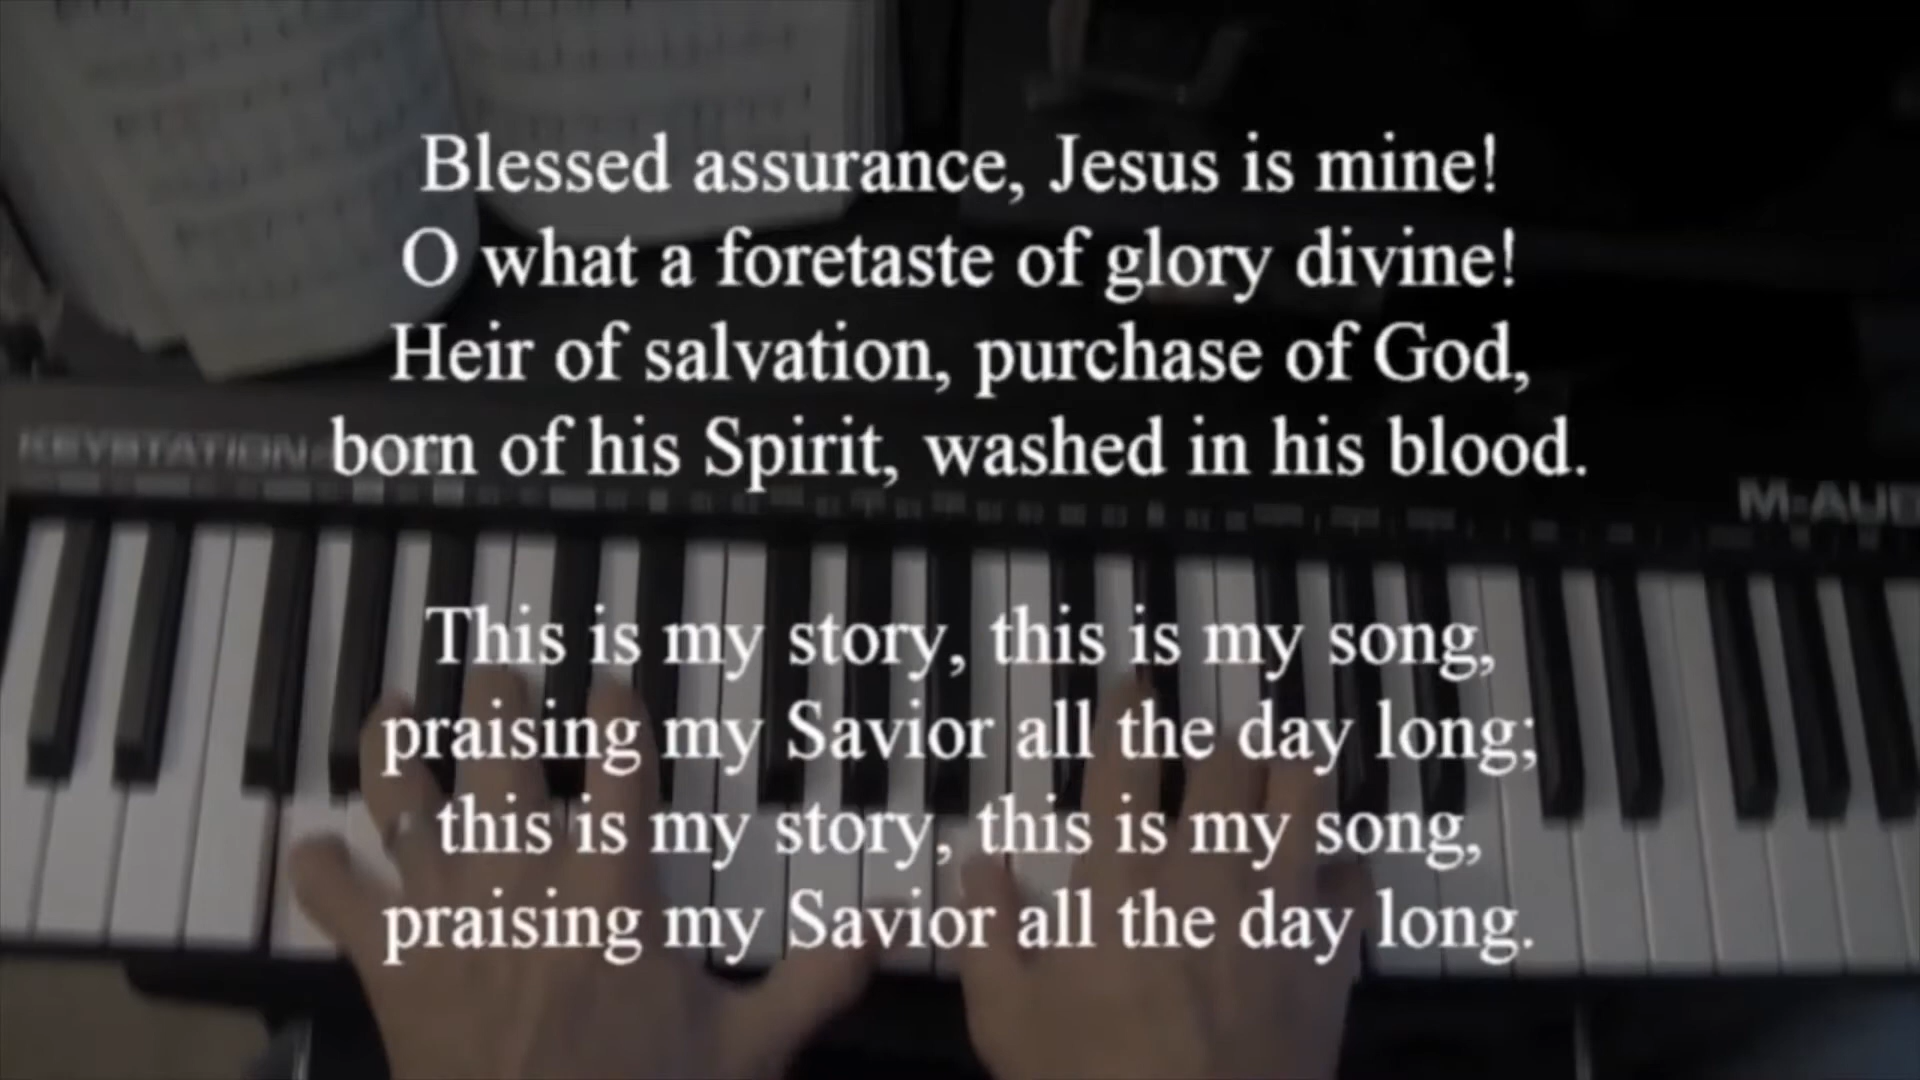 Blessed assurance, Jesus is mine!
O what a foretaste of glory divine!
Heir of salvation, purchase of God,
born of his Spirit, washed in his blood.
KEYSTATION
M-AUD
This is my story, this is my song,
praising my Savior all the day long;
this is my story, this is my song,
praising my Savior all the day long.